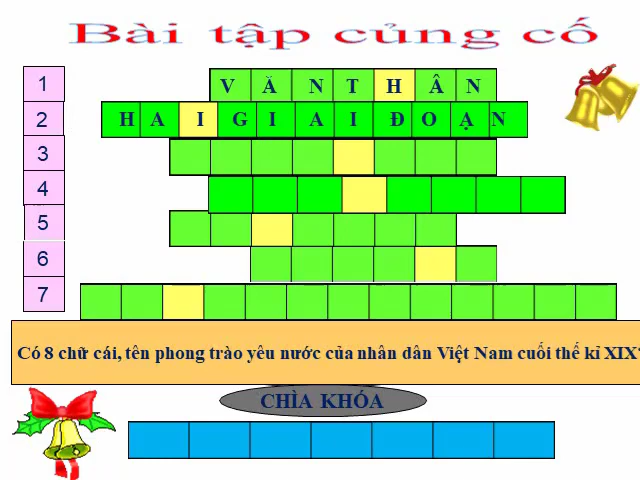 Bài tập củng cố
1 V Ă N T H Â N
2 H A I G I A I Đ O Ạ N
3
4
5
6
7
Có 8 chữ cái, tên phong trào yêu nước của nhân dân Việt Nam cuối thế kỉ XIX?
CHÌA KHÓA